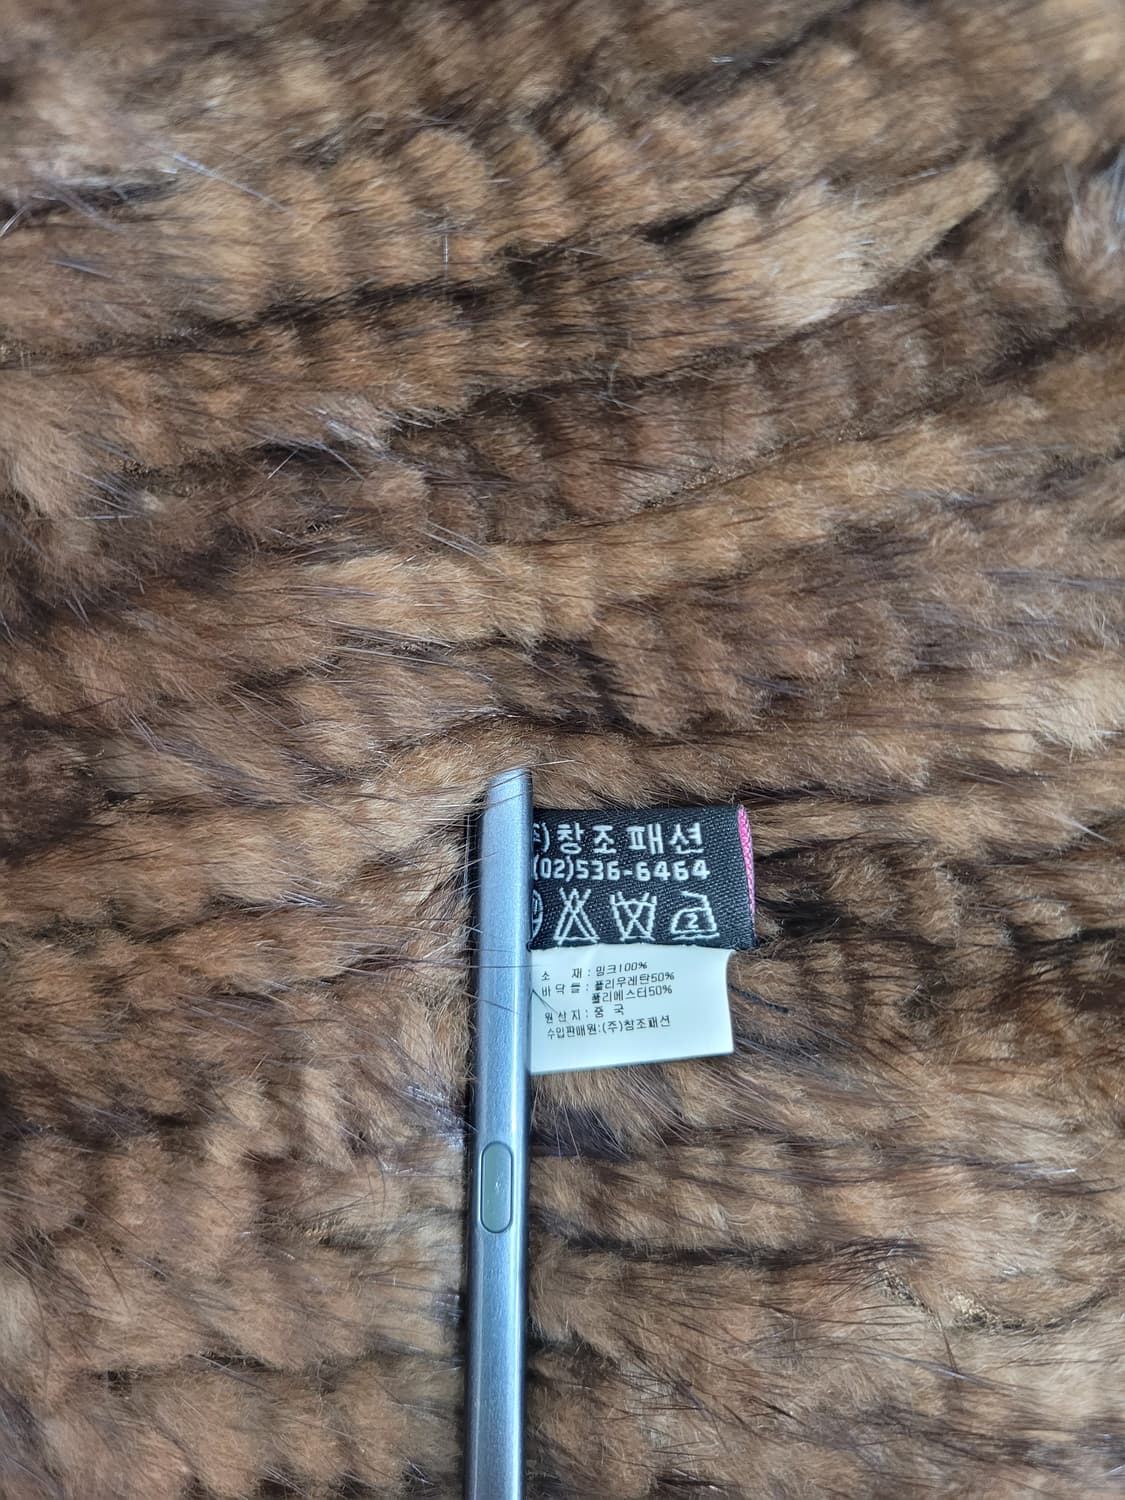 주)창조패션
(02)536-6464
소 재 : 밍크100%
바 닥 틀 : 폴리우레탄50%
폴리에스터50%
원 산 지 : 중 국
수입판매원:(주)창조패션